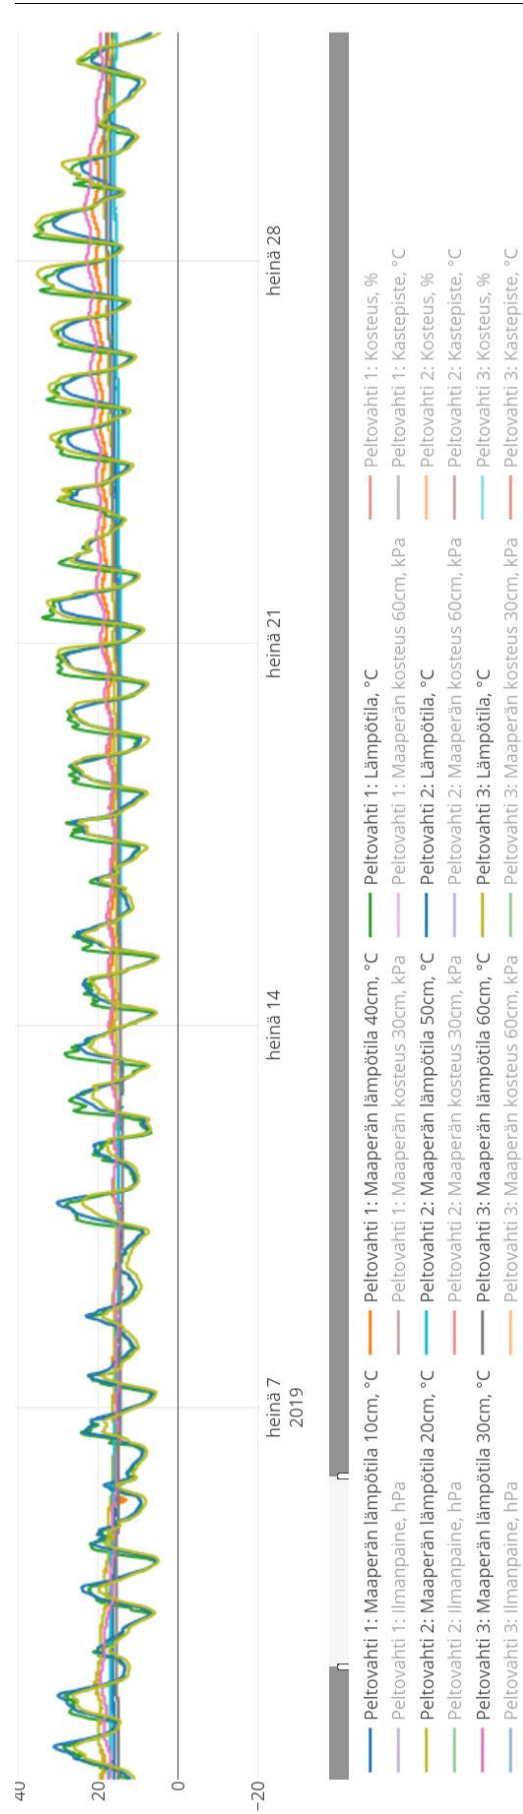 40
20
0
−20
heinä 7
2019
heinä 14
heinä 21
heinä 28
Peltovahti 1: Maaperän lämpötila 10cm, °C
Peltovahti 1: Maaperän lämpötila 40cm, °C
Peltovahti 1: Lämpötila, °C
Peltovahti 1: Kosteus, %
Peltovahti 1: Ilmanpaine, hPa
Peltovahti 1: Maaperän kosteus 30cm, kPa
Peltovahti 1: Maaperän kosteus 60cm, kPa
Peltovahti 1: Kastepiste, °C
Peltovahti 2: Maaperän lämpötila 20cm, °C
Peltovahti 2: Maaperän lämpötila 50cm, °C
Peltovahti 2: Lämpötila, °C
Peltovahti 2: Kosteus, %
Peltovahti 2: Ilmanpaine, hPa
Peltovahti 2: Maaperän kosteus 30cm, kPa
Peltovahti 2: Maaperän kosteus 60cm, kPa
Peltovahti 2: Kastepiste, °C
Peltovahti 3: Maaperän lämpötila 30cm, °C
Peltovahti 3: Maaperän lämpötila 60cm, °C
Peltovahti 3: Lämpötila, °C
Peltovahti 3: Kosteus, %
Peltovahti 3: Ilmanpaine, hPa
Peltovahti 3: Maaperän kosteus 60cm, kPa
Peltovahti 3: Maaperän kosteus 30cm, kPa
Peltovahti 3: Kastepiste, °C